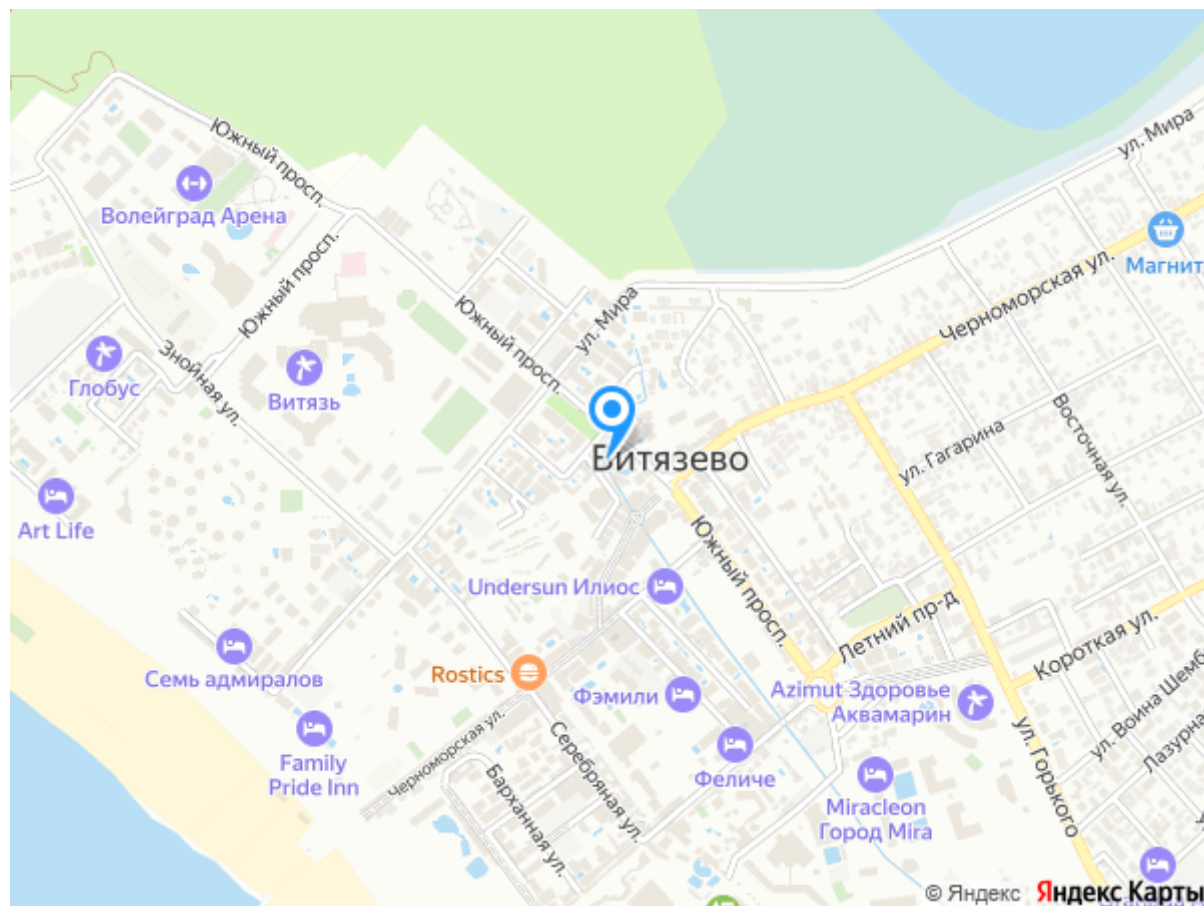 ул. Мира
Южный просп.
Волейград Арена
Магнит
Южный просп.
Черноморская ул.
Южный просп.
ул. Мира
Знойная ул.
Глобус
Витязь
Восточная ул.
ул. Гагарина
Витязево
Art Life
Южный просп.
Undersun Илиос
Летний пр-д
Короткая ул.
Семь адмиралов
Rostics
Фэмили
Azimut Здоровье
Аквамарин
ул. Воина Шемб
Лазурн
Черноморская ул.
Family
Pride Inn
Серебряная ул.
Феличе
ул. Горького
Барханная ул.
Miracleon
Город Mira
© Яндекс Яндекс Карты